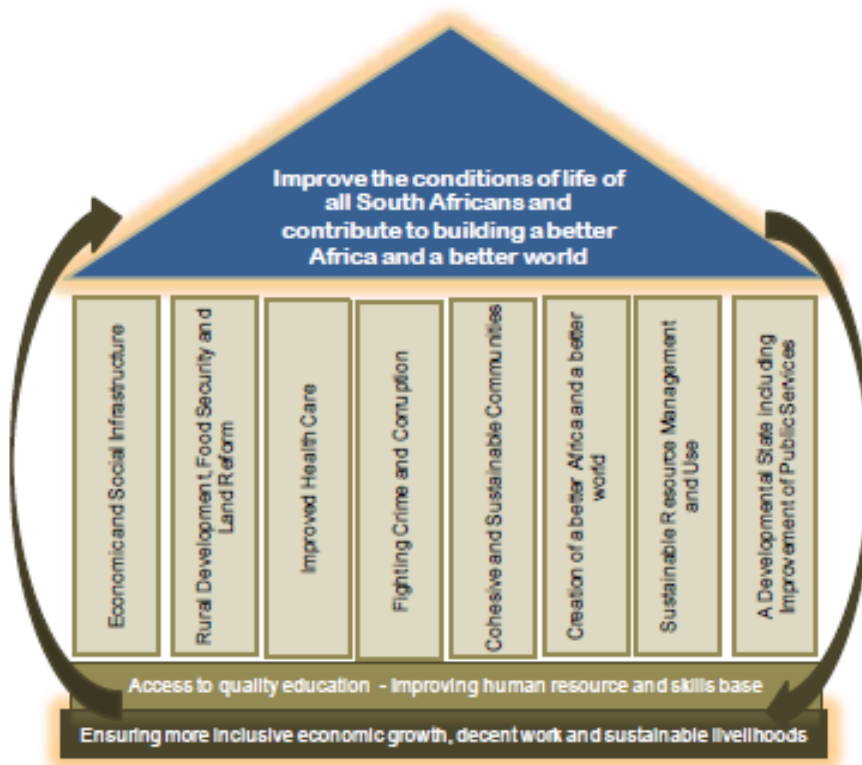 Improve the conditions of life of
all South Africans and
contribute to building a better
Africa and a better world
Economic and Social Infrastructure
Rural Development, Food Security and
Land Reform
Improved Health Care
Fighting Crime and Corruption
Cohesive and Sustainable Communities
Creation of a better Africa and a better
world
Sustainable Resource Management
and Use
A Developmental State including
Improvement of Public Services
Access to quality education - Improving human resource and skills base
Ensuring more inclusive economic growth, decent work and sustainable livelihoods